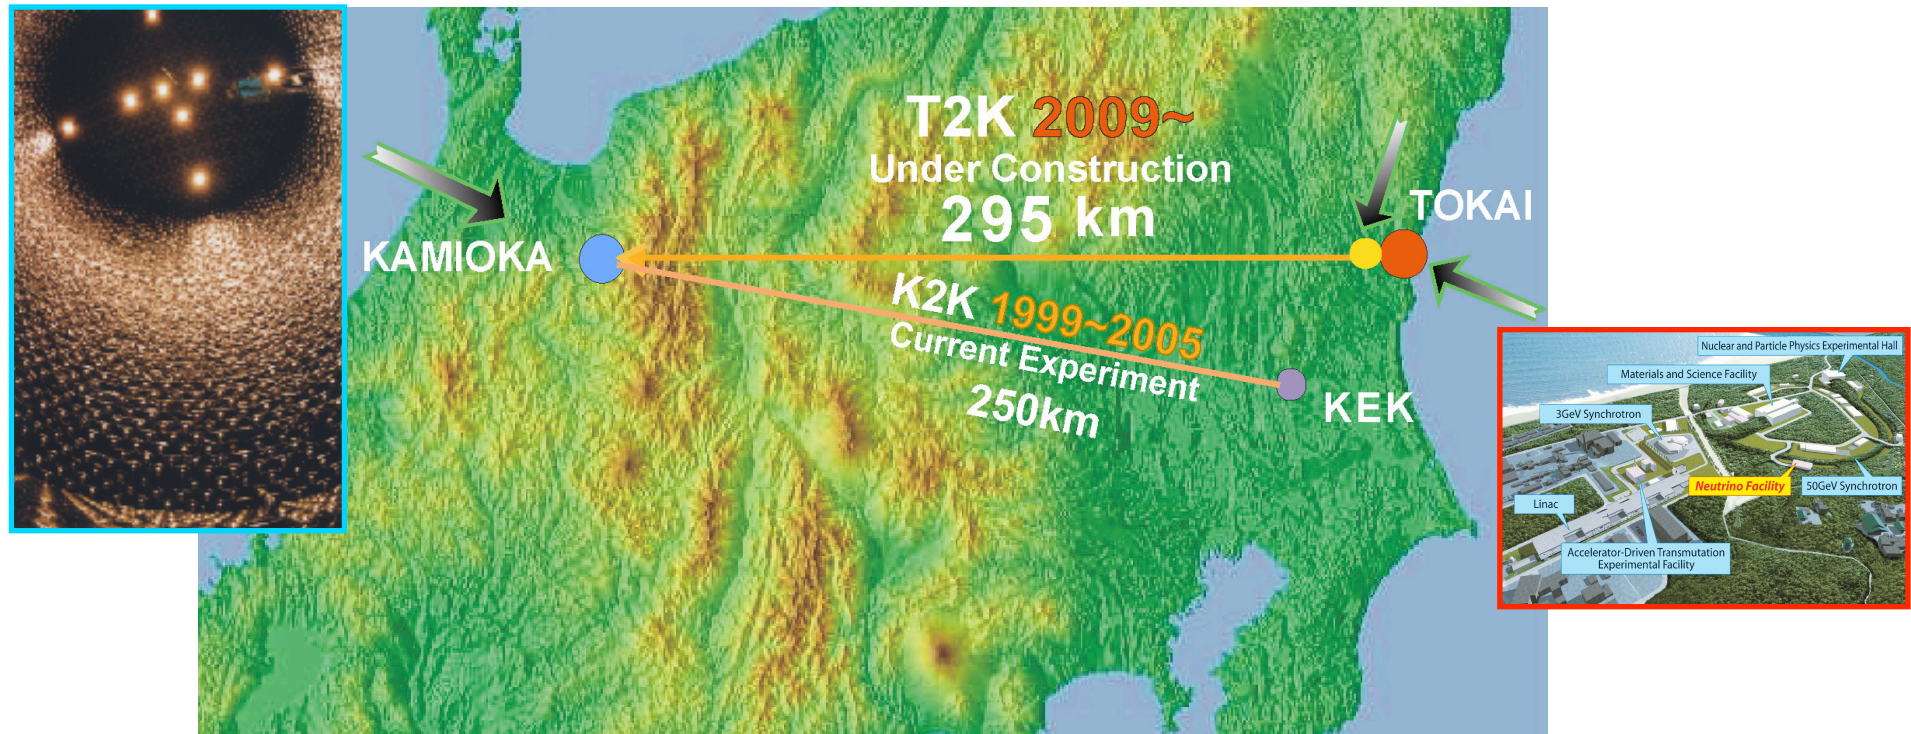 T2K 2009~
Under Construction
295 km
KAMIOKA
TOKAI
K2K 1999~2005
Current Experiment
250km
KEK
Nuclear and Particle Physics Experimental Hall
Materials and Science Facility
3GeV Synchrotron
Neutrino Facility
50GeV Synchrotron
Linac
Accelerator-Driven Transmutation
Experimental Facility